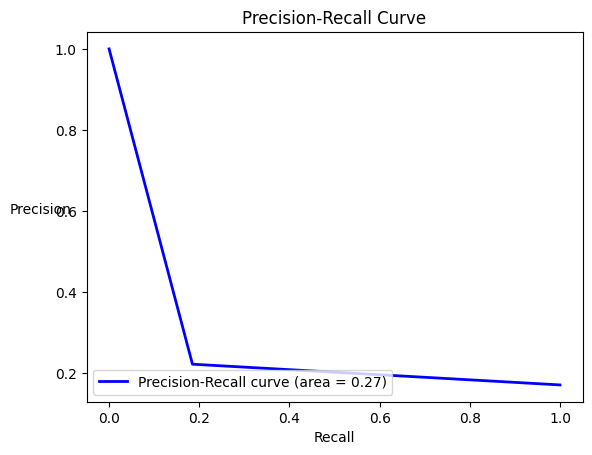 Precision-Recall Curve
1.0
0.8
Precision
0.6
0.4
0.2
Precision-Recall curve (area = 0.27)
0.0 0.2 0.4 0.6 0.8 1.0
Recall